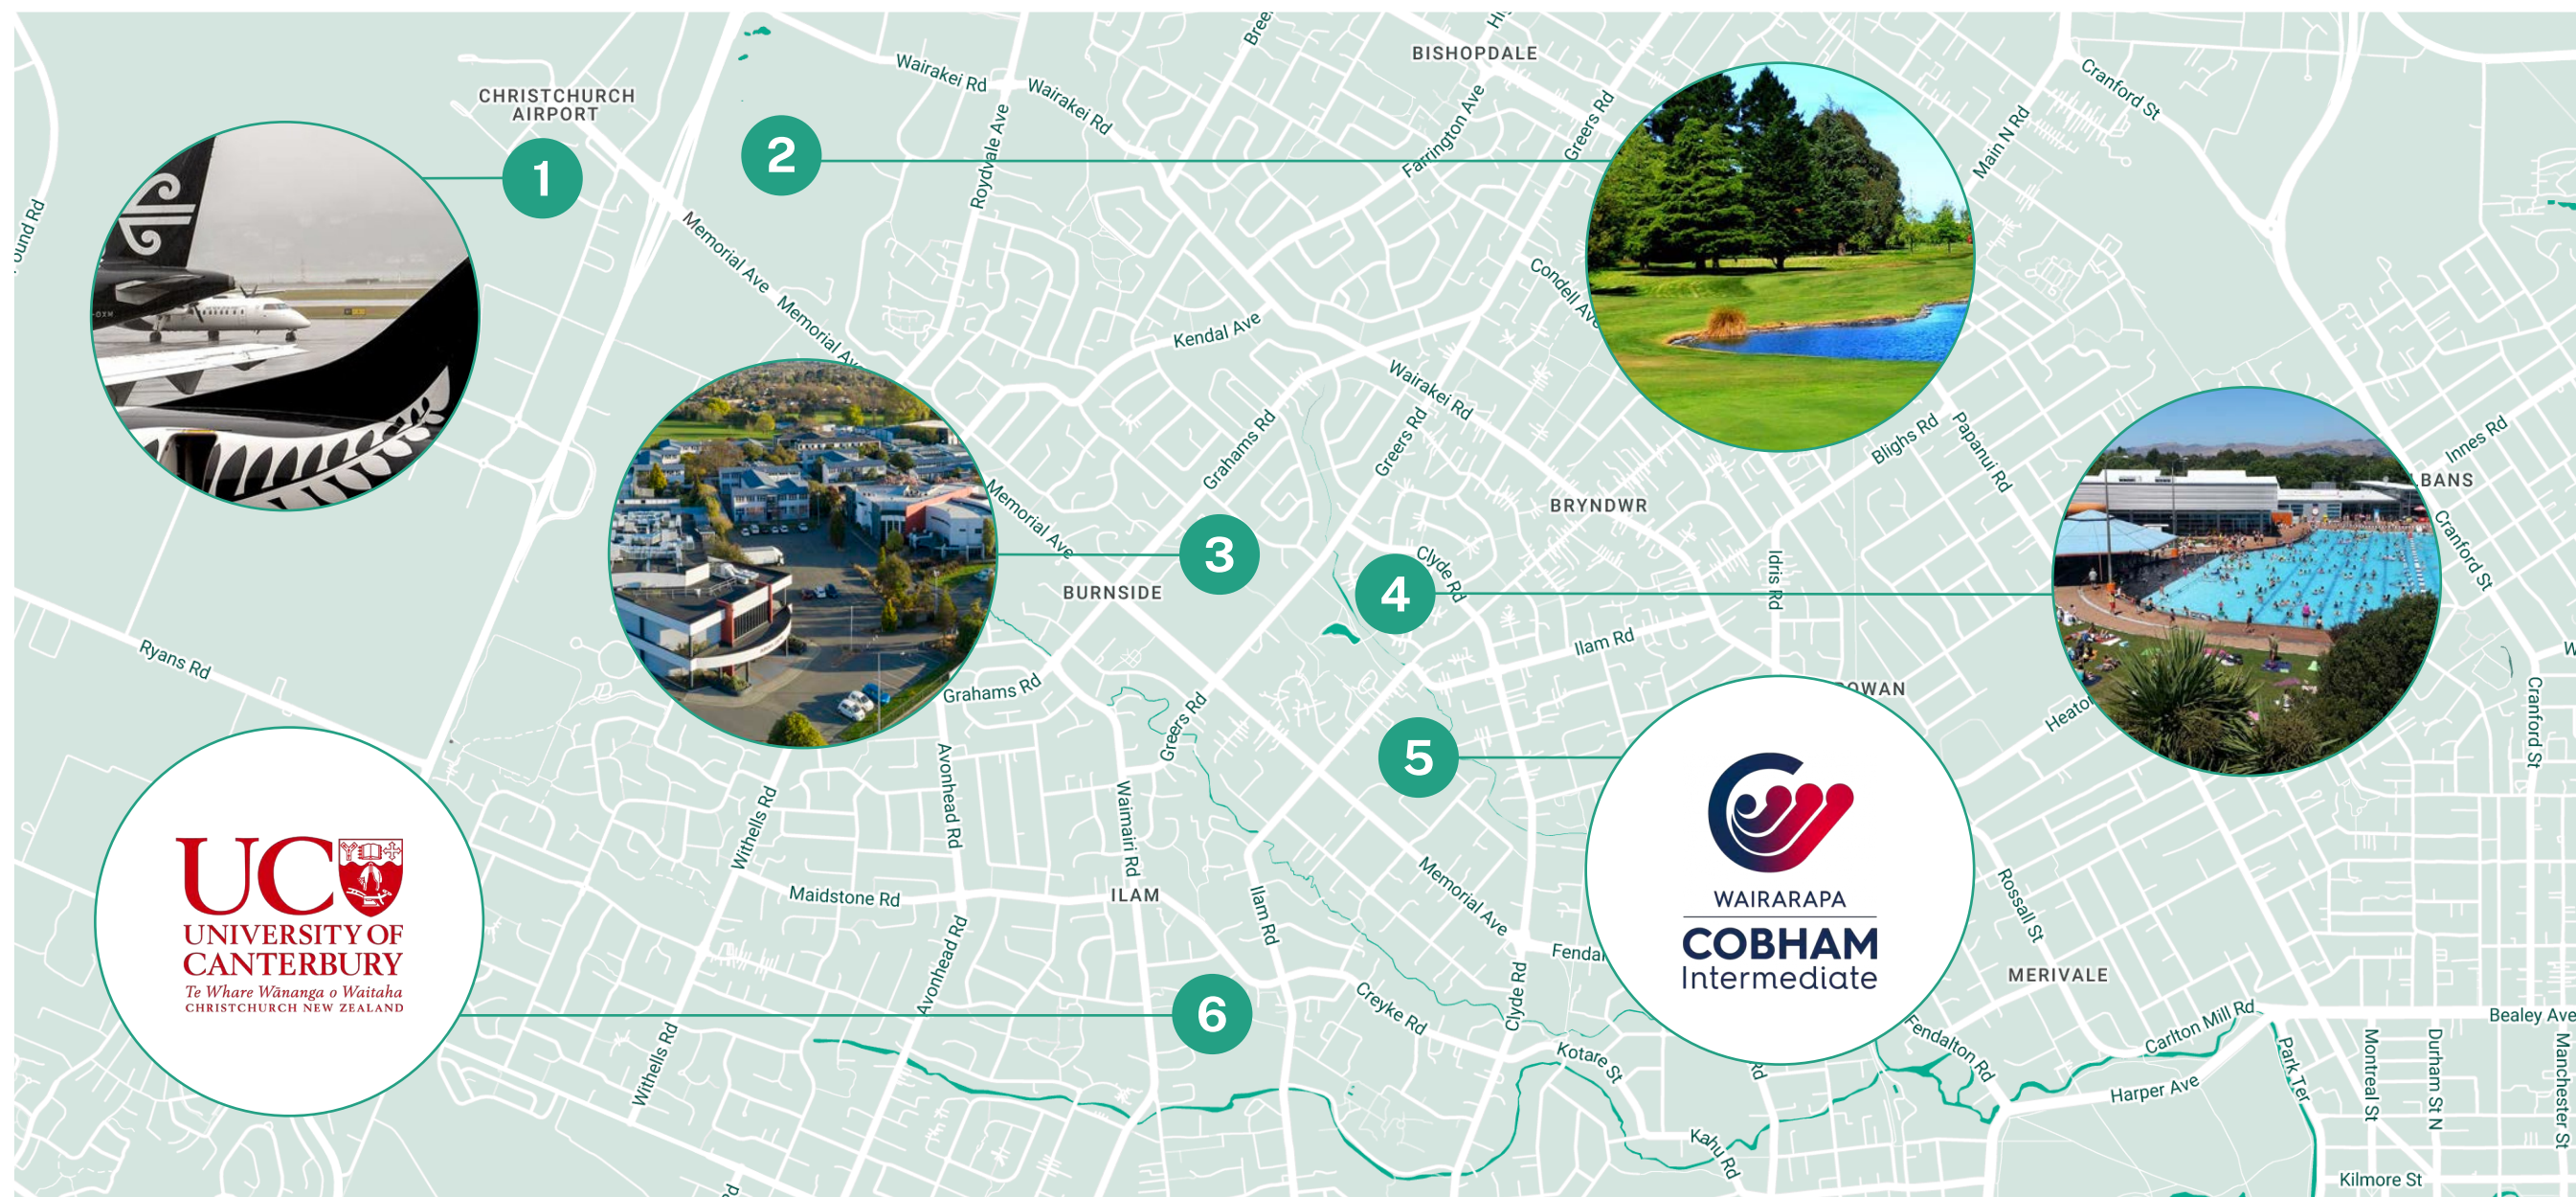 BISHOPDALE
Wairakei Rd
Wairakei Rd
Cranford St
CHRISTCHURCH
AIRPORT
Roydvale Ave
Farrington Ave
Greers Rd
Main N Rd
1
2
Memorial Ave
Memorial Ave
Condell Ave
Kendal Ave
Wairakei Rd
Grahams Rd
Greers Rd
Blighs Rd
Papanui Rd
Innes Rd
BANS
Memorial Ave
BRYNDWR
Cranford St
3
Clyde Rd
Idris Rd
4
BURNSIDE
Ilam Rd
Ryans Rd
Grahams Rd
OWAN
Greers Rd
Cranford St
5
Avonhead Rd
Withells Rd
Waimairi Rd
Memorial Ave
Maidstone Rd
ILAM
Ilam Rd
Rossall St
UC
UNIVERSITY OF
CANTERBURY
Te Whare Wānanga o Waitaha
CHRISTCHURCH NEW ZEALAND
WAIRARAPA
COBHAM
Intermediate
Avonhead Rd
Clyde Rd
MERIVALE
6
Creyke Rd
Carlton Mill Rd
Bealey Ave
Withells Rd
Kotare St
Fendalton Rd
Harper Ave
Park Ter
Montreal St
Durham St N
Manchester St
Kahu Rd
Kilmore St